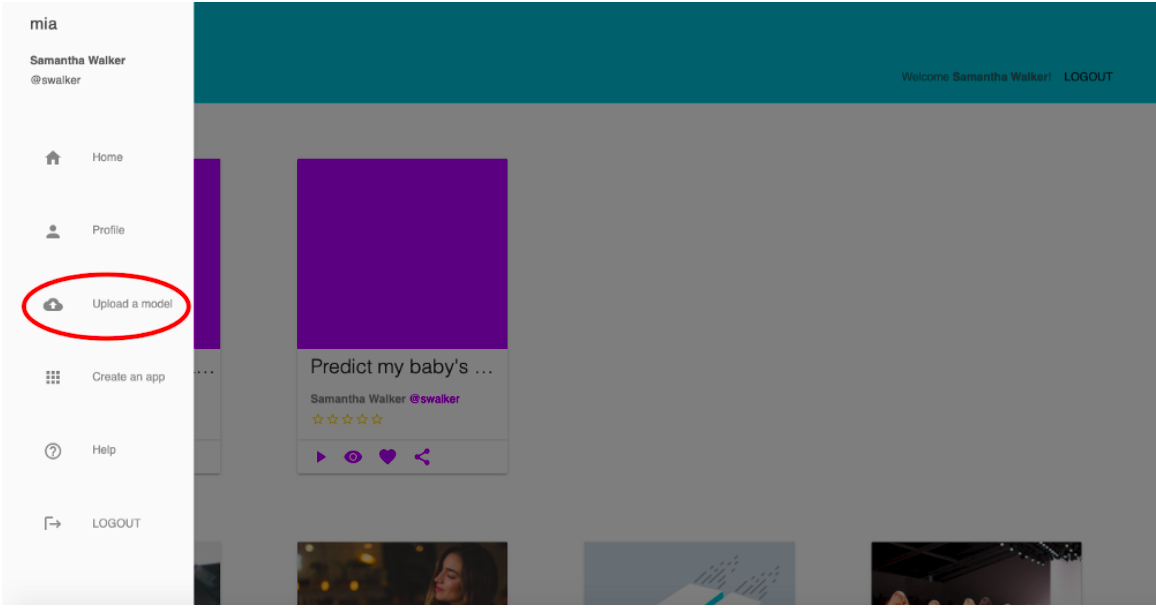 mia
Samantha Walker
@swalker
Home
Profile
Upload a model
Create an app
Help
LOGOUT
Welcome Samantha Walker! LOGOUT
...
Predict my baby's ...
Samantha Walker @swalker